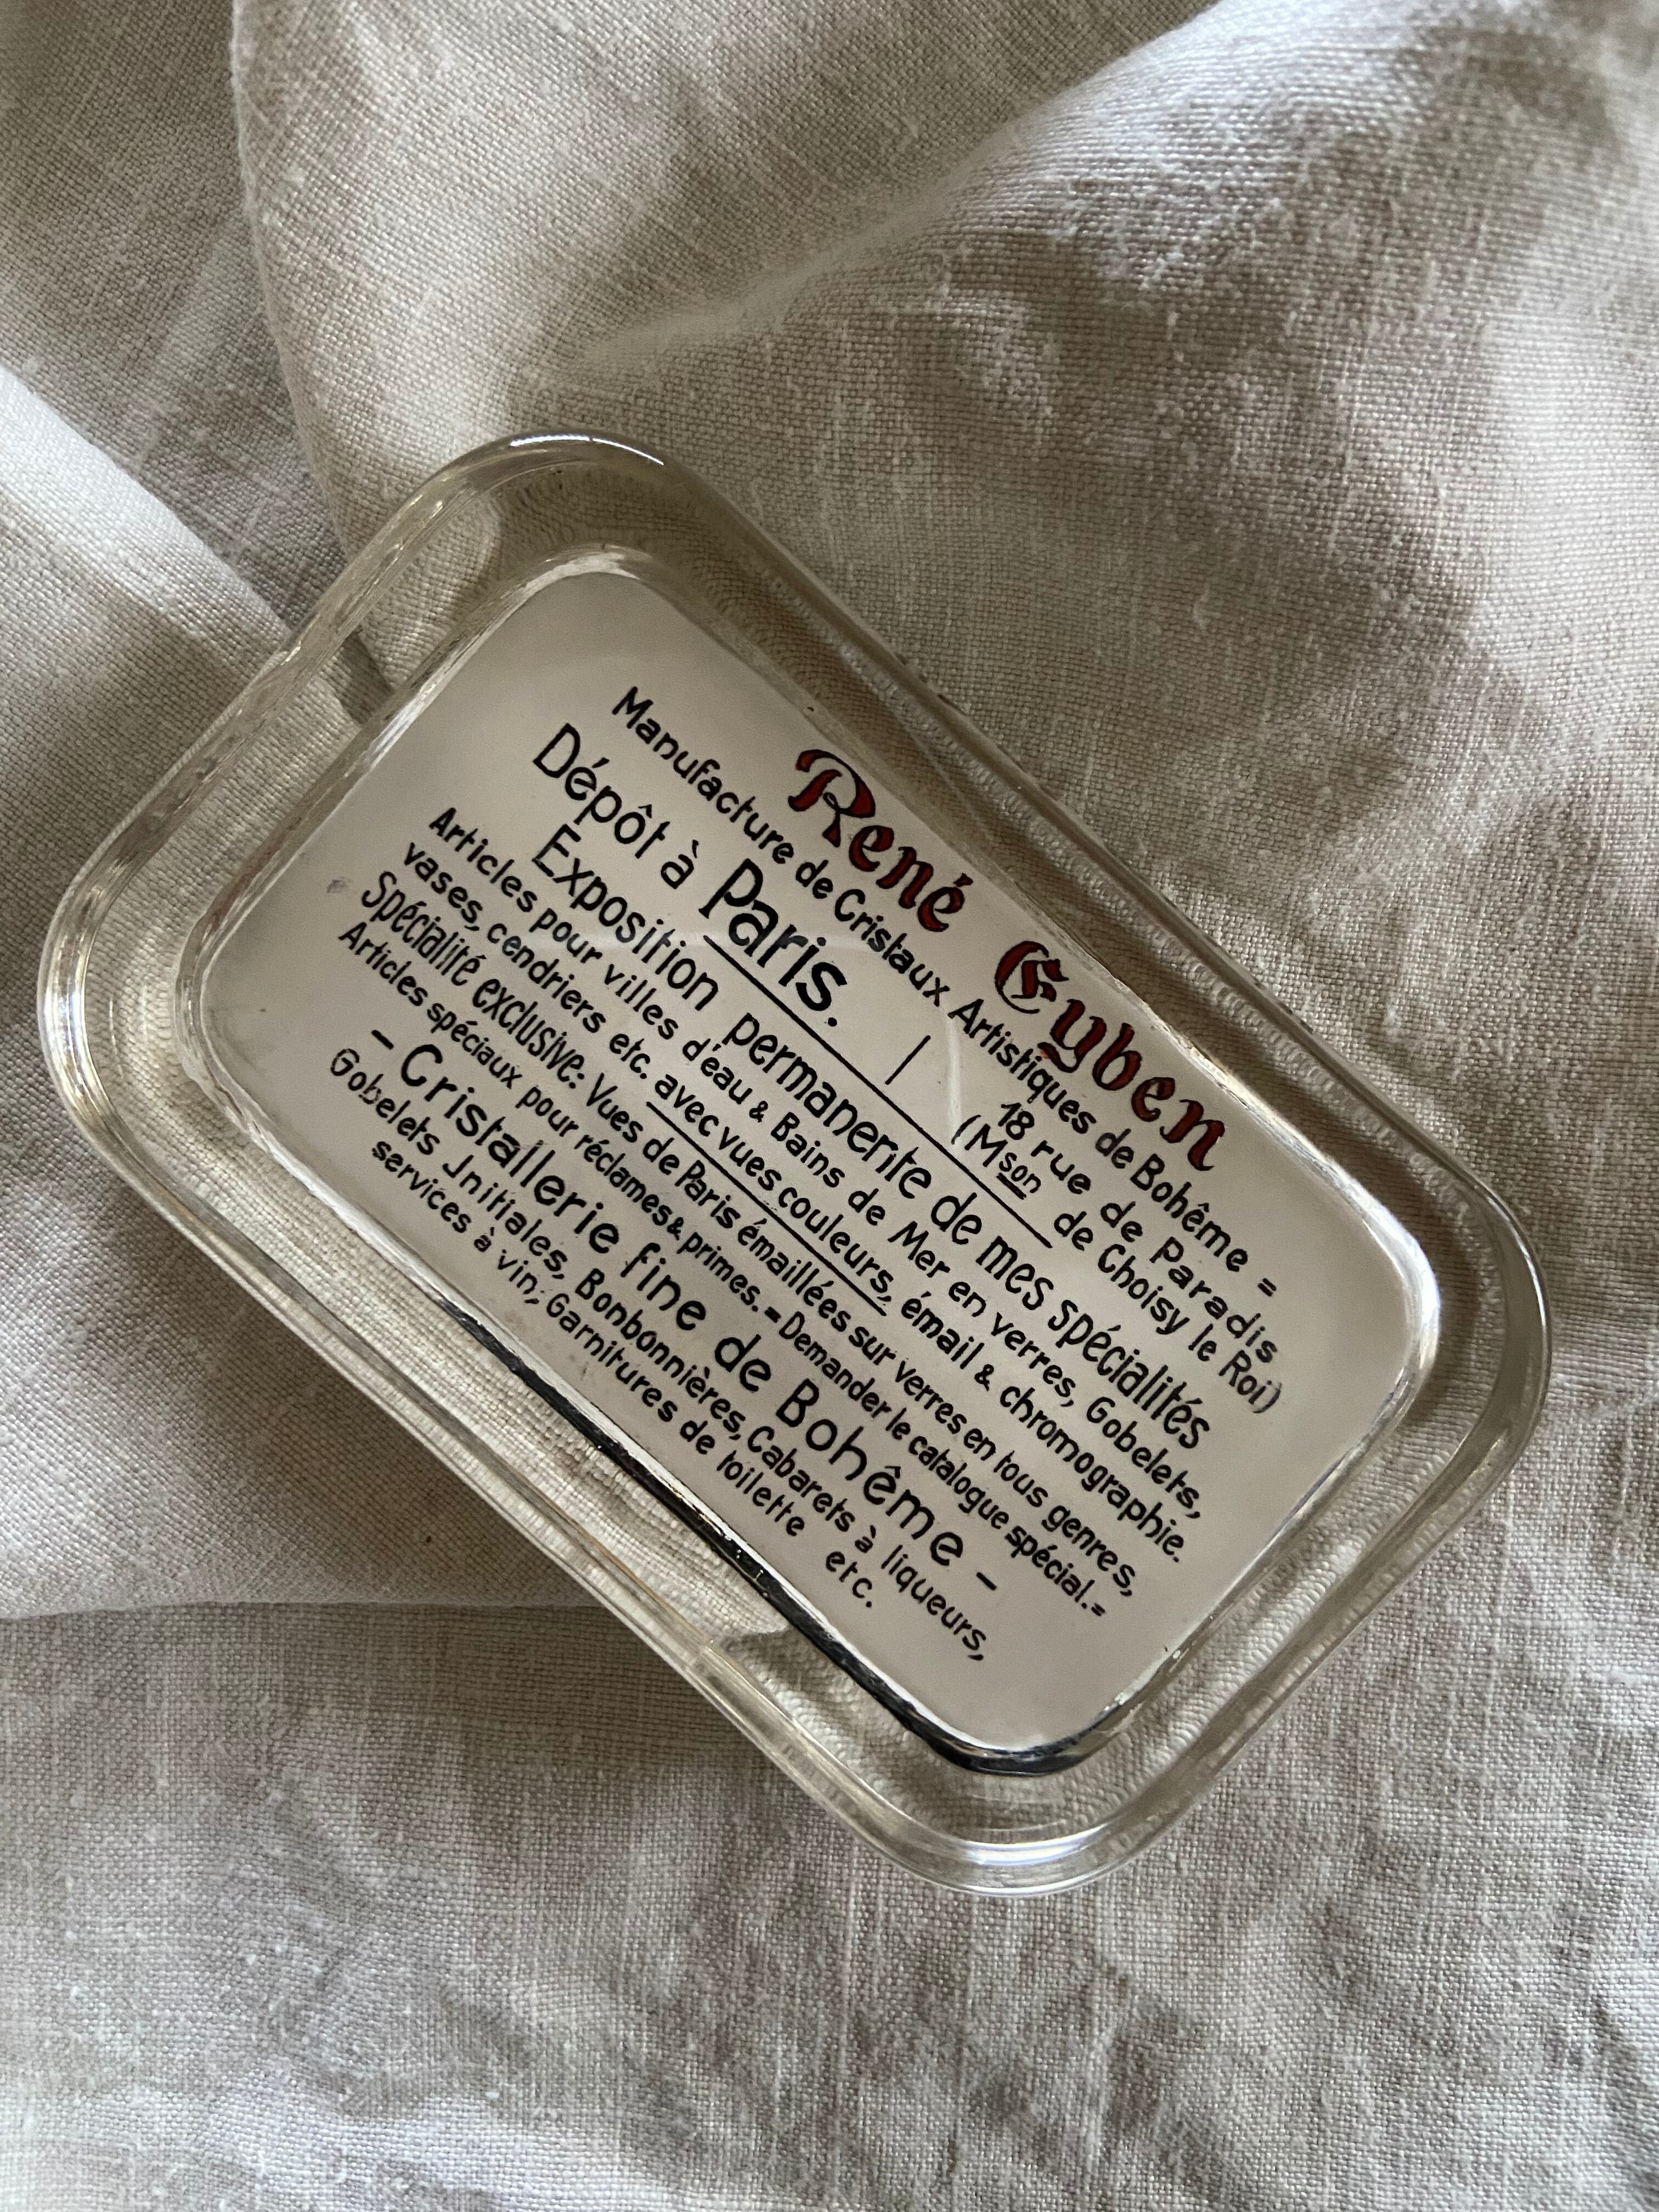 René Eyben
Manufacture de Cristaux Artistiques de Bohême =
Dépôt à Paris. | 18 rue de Paradis
(Mson de Choisy le Roi)
Exposition permanente de mes spécialités
Articles pour villes d'eau & Bains de Mer en verres, Gobelets,
vases, cendriers etc. avec vues couleurs, émail & chromographie.
Spécialité exclusive: Vues de Paris émaillées sur verres en tous genres,
Articles spéciaux pour réclames & primes. = Demander le catalogue spécial. =
- Cristallerie fine de Bohême -
Gobelets Jnitiales, Bonbonnières, Cabarets à liqueurs,
services à vin, Garnitures de toilette etc.